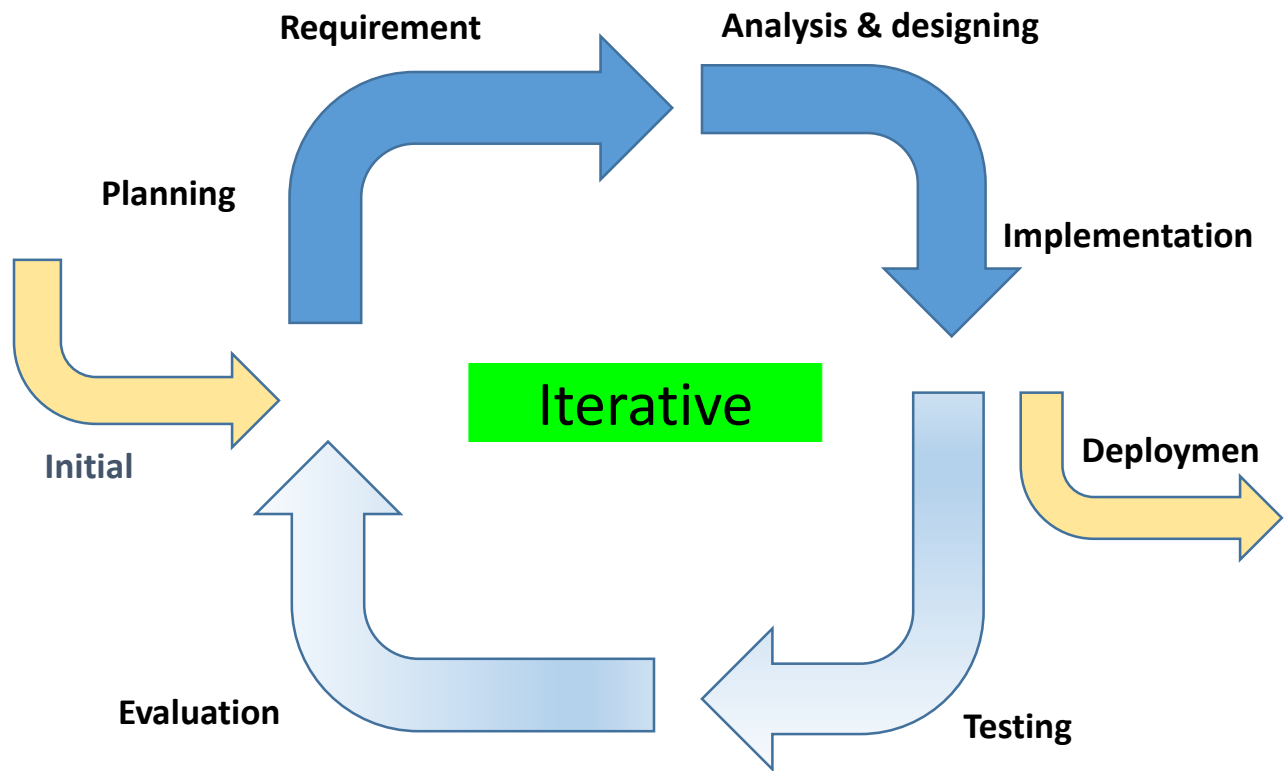 Requirement
Analysis & designing
Planning
Implementation
Iterative
Initial
Deploymen
Evaluation
Testing